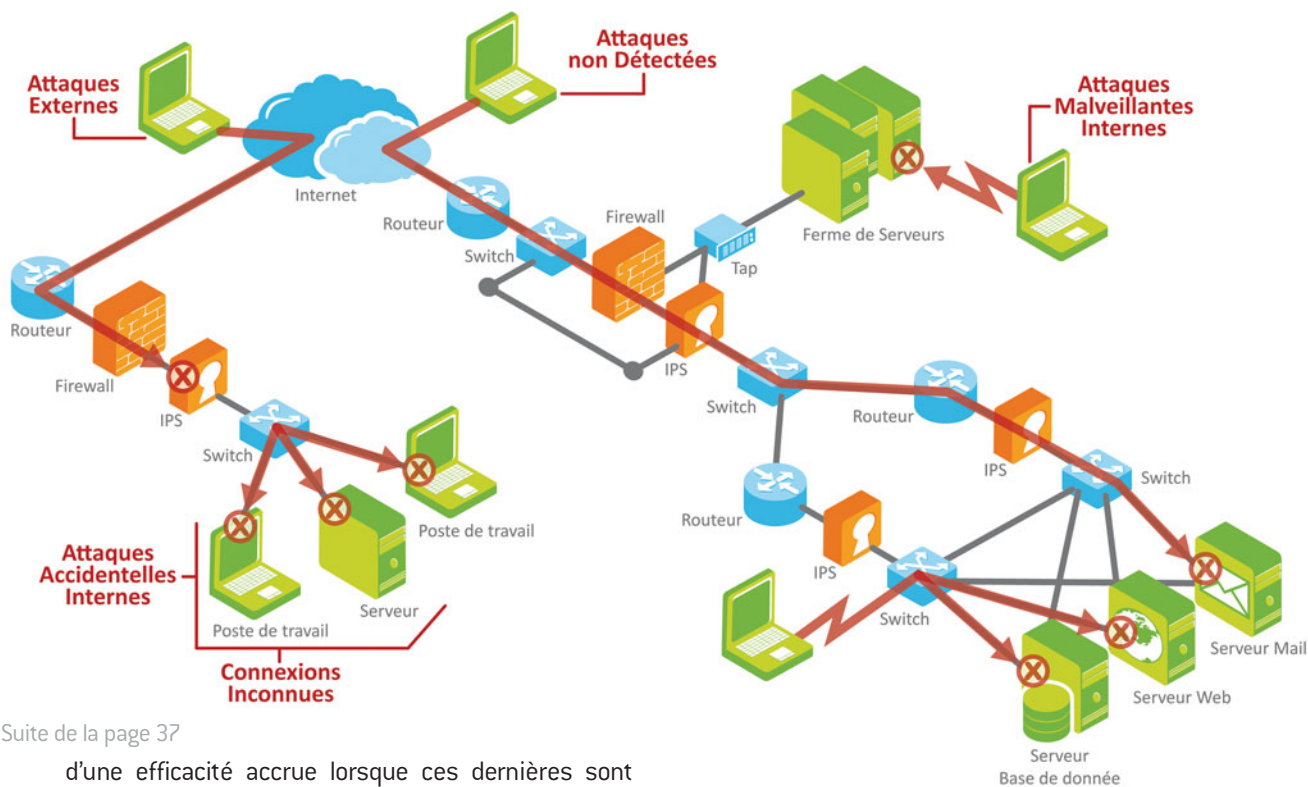 Attaques
Externes
Attaques
non Détectées
Attaques
Malveillantes
Internes
Internet
Routeur
Switch
Firewall
Tap
Ferme de Serveurs
Routeur
Firewall
IPS
Switch
IPS
Switch
Routeur
IPS
Switch
Routeur
IPS
Switch
Poste de travail
Serveur
Poste de travail
Attaques
Accidentelles
Internes
Connexions
Inconnues
Serveur Mail
Serveur Web
Serveur
Base de donnée
Suite de la page 37
d'une efficacité accrue lorsque ces dernières sont